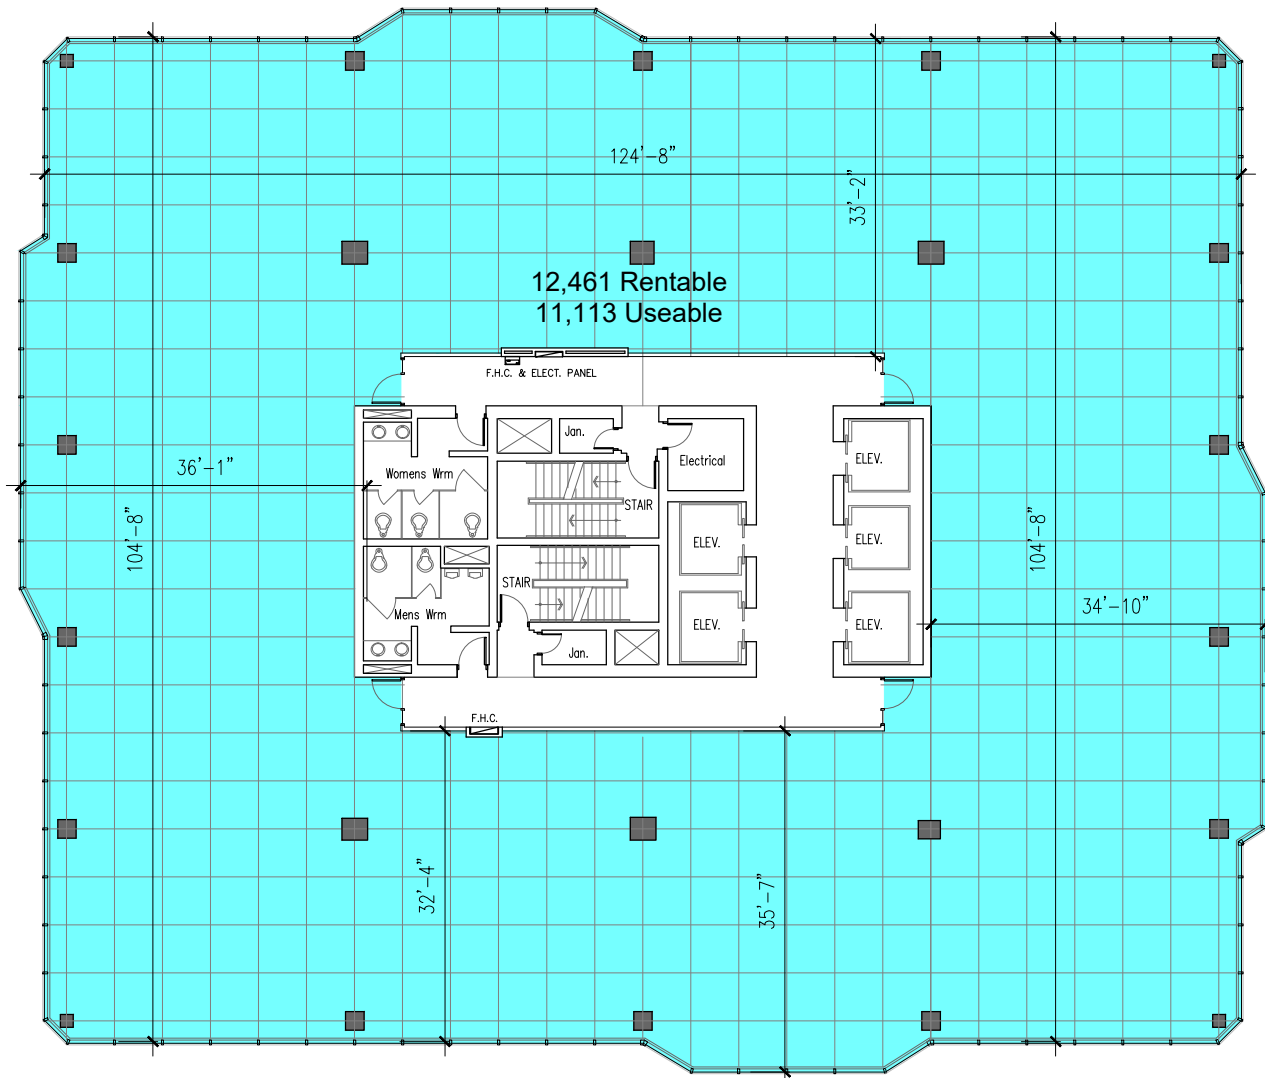 124'-8"
33'-2"
12,461 Rentable
11,113 Useable
F.H.C. & ELECT. PANEL
Jan.
Electrical
ELEV.
36'-1"
Womens Wrm
STAIR
104'-8"
ELEV.
ELEV.
104'-8"
STAIR
34'-10"
Mens Wrm
ELEV.
ELEV.
Jan.
F.H.C.
32'-4"
35'-7"